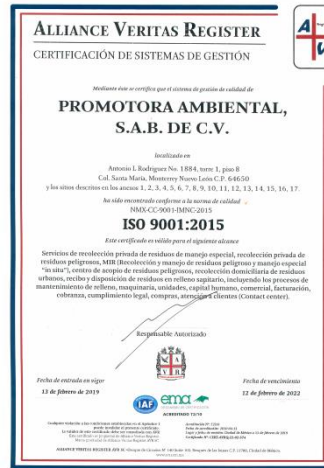 ALLIANCE VERITAS REGISTER
CERTIFICACIÓN DE SISTEMAS DE GESTIÓN
Mediante éste se certifica que el sistema de gestión de calidad de
PROMOTORA AMBIENTAL,
S.A.B. DE C.V.
localizado en
Antonio L Rodríguez No. 1884, torre 1, piso 8
Col. Santa María, Monterrey Nuevo León C.P. 64650
y los sitios descritos en los anexos 1, 2, 3, 4, 5, 6, 7, 8, 9, 10, 11, 12, 13, 14, 15, 16, 17.
ha sido encontrado conforme a la norma de calidad
NMX-CC-9001-IMNC-2015
ISO 9001:2015
Este certificado es válido para el siguiente alcance
Servicios de recolección privada de residuos de manejo especial, recolección privada de
residuos peligrosos, MIR (Recolección y manejo de residuos peligroso y manejo especial
"in situ"), centro de acopio de residuos peligrosos, recolección domiciliaria de residuos
urbanos, recibo y disposición de residuos en relleno sanitario, incluyendo los procesos de
mantenimiento de relleno, maquinaria, unidades, capital humano, comercial, facturación,
cobranza, cumplimiento legal, compras, atención a clientes (Contact center).
Responsable Autorizado
Fecha de entrada en vigor
13 de febrero de 2019
Fecha de vencimiento
12 de febrero de 2022
IAF
ema